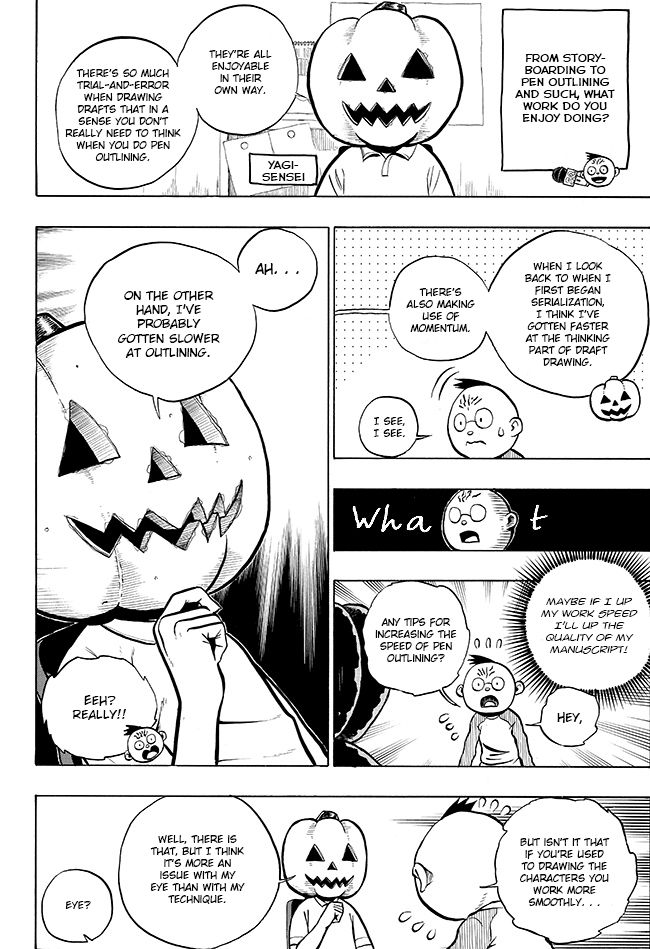 FROM STORY-
BOARDING TO
PEN OUTLINING
AND SUCH, WHAT
WORK DO YOU
ENJOY DOING?
THEY'RE ALL
ENJOYABLE
IN THEIR
OWN WAY.
THERE'S SO MUCH
TRIAL-AND-ERROR
WHEN DRAWING
DRAFTS THAT IN A
SENSE YOU DON'T
REALLY NEED TO THINK
WHEN YOU DO PEN
OUTLINING.
YAGI-
SENSEI
WHEN I LOOK
BACK TO WHEN I
FIRST BEGAN
SERIALIZATION,
I THINK I'VE
GOTTEN FASTER
AT THE THINKING
PART OF DRAFT
DRAWING.
THERE'S
ALSO MAKING
USE OF
MOMENTUM.
I SEE,
I SEE.
AH. . .
ON THE OTHER
HAND, I'VE
PROBABLY
GOTTEN SLOWER
AT OUTLINING.
EEH?
REALLY!!
What
MAYBE IF I UP
MY WORK SPEED
I'LL UP THE
QUALITY OF MY
MANUSCRIPT!
HEY,
ANY TIPS FOR
INCREASING THE
SPEED OF PEN
OUTLINING?
BUT ISN'T IT THAT
IF YOU'RE USED
TO DRAWING THE
CHARACTERS YOU
WORK MORE
SMOOTHLY. . .
WELL, THERE IS
THAT, BUT I THINK
IT'S MORE AN
ISSUE WITH MY
EYE THAN WITH MY
TECHNIQUE.
EYE?